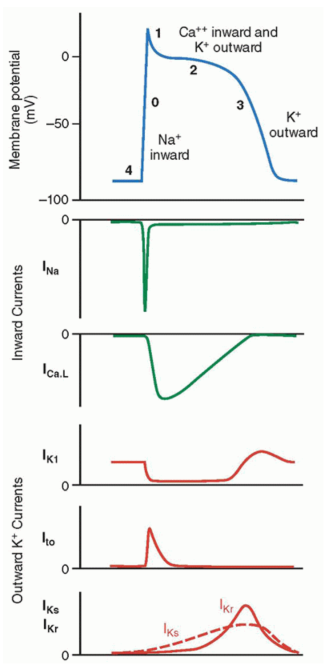 1
Ca++ inward and
K+ outward
0
2
Membrane potential
(mV)
0
3
−50
K+
outward
Na+
inward
4
−100
0
INa
Inward Currents
0
ICa.L
IK1
0
Outward K+ Currents
Ito
0
IKs
IKr
IKr
IKs
0